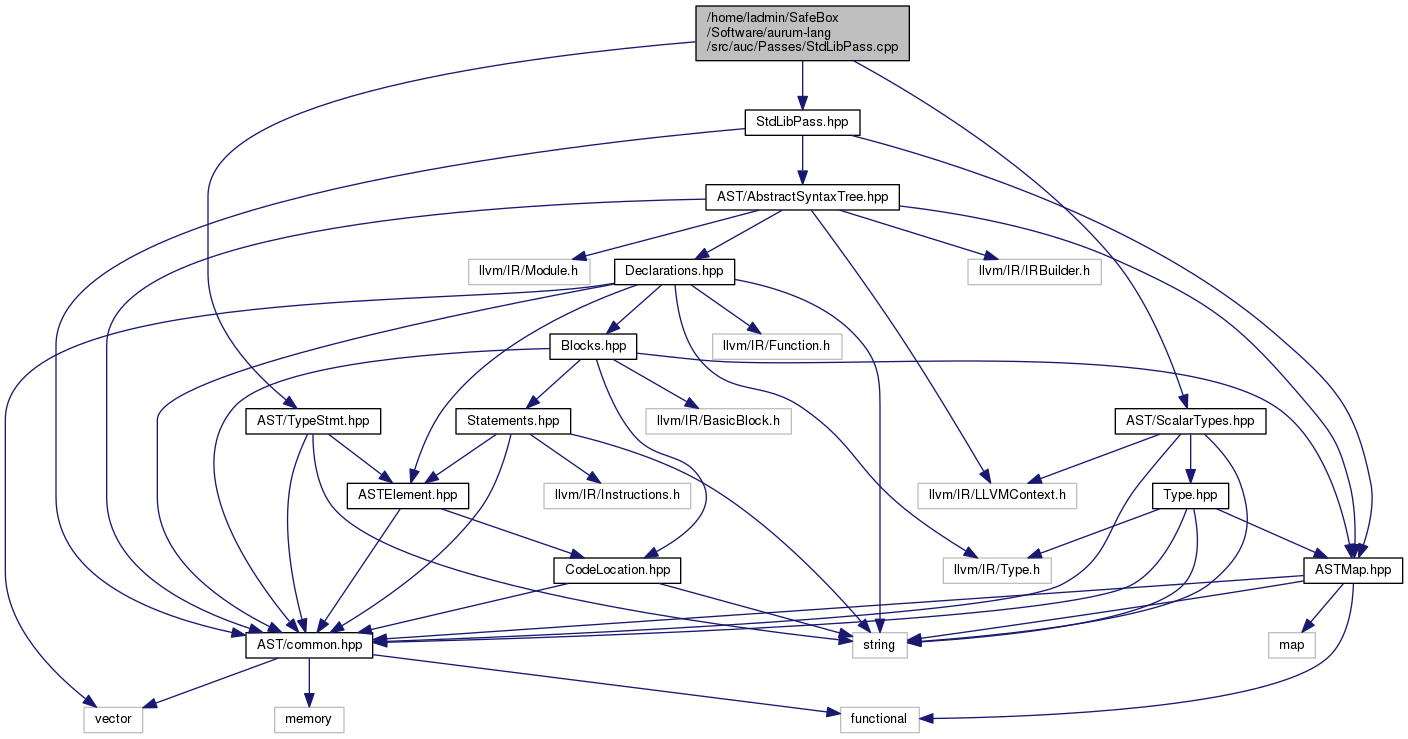 /home/ladmin/SafeBox
/Software/aurum-lang
/src/auc/Passes/StdLibPass.cpp
StdLibPass.hpp
AST/AbstractSyntaxTree.hpp
llvm/IR/Module.h
Declarations.hpp
llvm/IR/IRBuilder.h
Blocks.hpp
llvm/IR/Function.h
AST/TypeStmt.hpp
Statements.hpp
llvm/IR/BasicBlock.h
AST/ScalarTypes.hpp
ASTElement.hpp
llvm/IR/Instructions.h
llvm/IR/LLVMContext.h
Type.hpp
CodeLocation.hpp
llvm/IR/Type.h
ASTMap.hpp
AST/common.hpp
string
map
vector
memory
functional